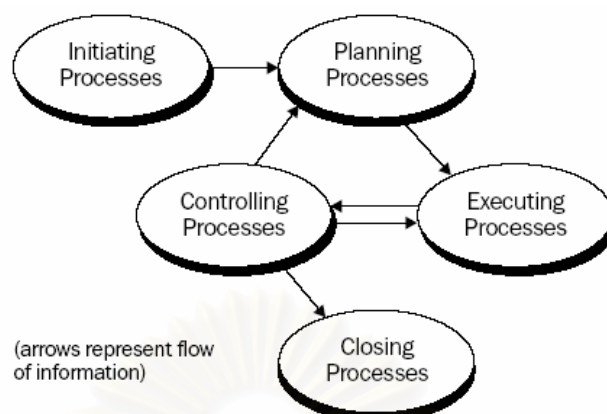 Initiating
Processes
Planning
Processes
Controlling
Processes
Executing
Processes
(arrows represent flow
of information)
Closing
Processes